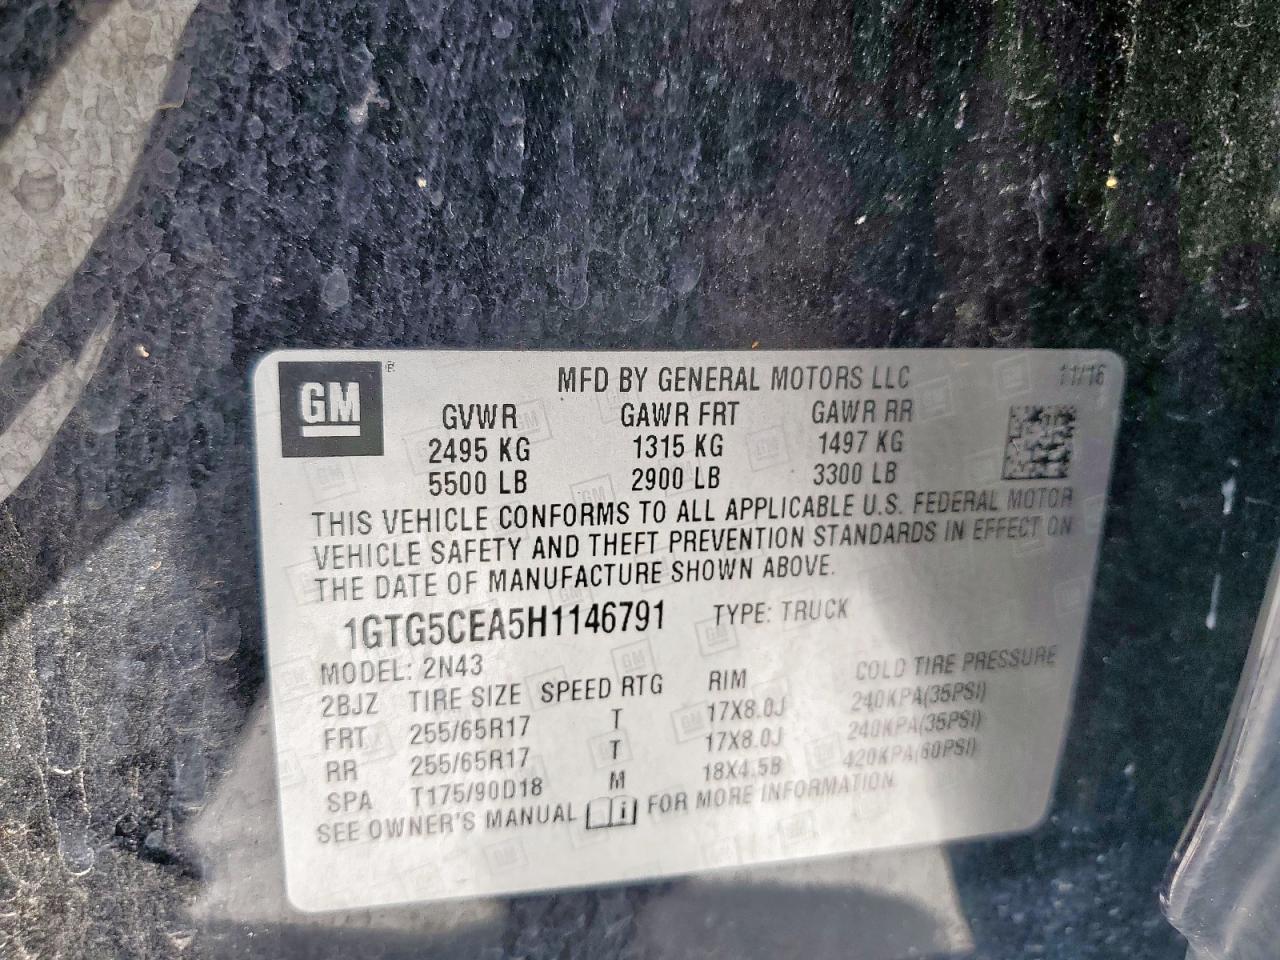 GM ®
MFD BY GENERAL MOTORS LLC 11/16
GVWR GAWR FRT GAWR RR
2495 KG 1315 KG 1497 KG
5500 LB 2900 LB 3300 LB
THIS VEHICLE CONFORMS TO ALL APPLICABLE U.S. FEDERAL MOTOR
VEHICLE SAFETY AND THEFT PREVENTION STANDARDS IN EFFECT ON
THE DATE OF MANUFACTURE SHOWN ABOVE.
1GTG5CEA5H1146791 TYPE: TRUCK
MODEL: 2N43
2BJZ TIRE SIZE SPEED RTG RIM COLD TIRE PRESSURE
FRT 255/65R17 T 17X8.0J 240KPA(35PSI)
RR 255/65R17 T 17X8.0J 240KPA(35PSI)
SPA T175/90D18 M 18X4.5B 420KPA(60PSI)
SEE OWNER'S MANUAL FOR MORE INFORMATION.